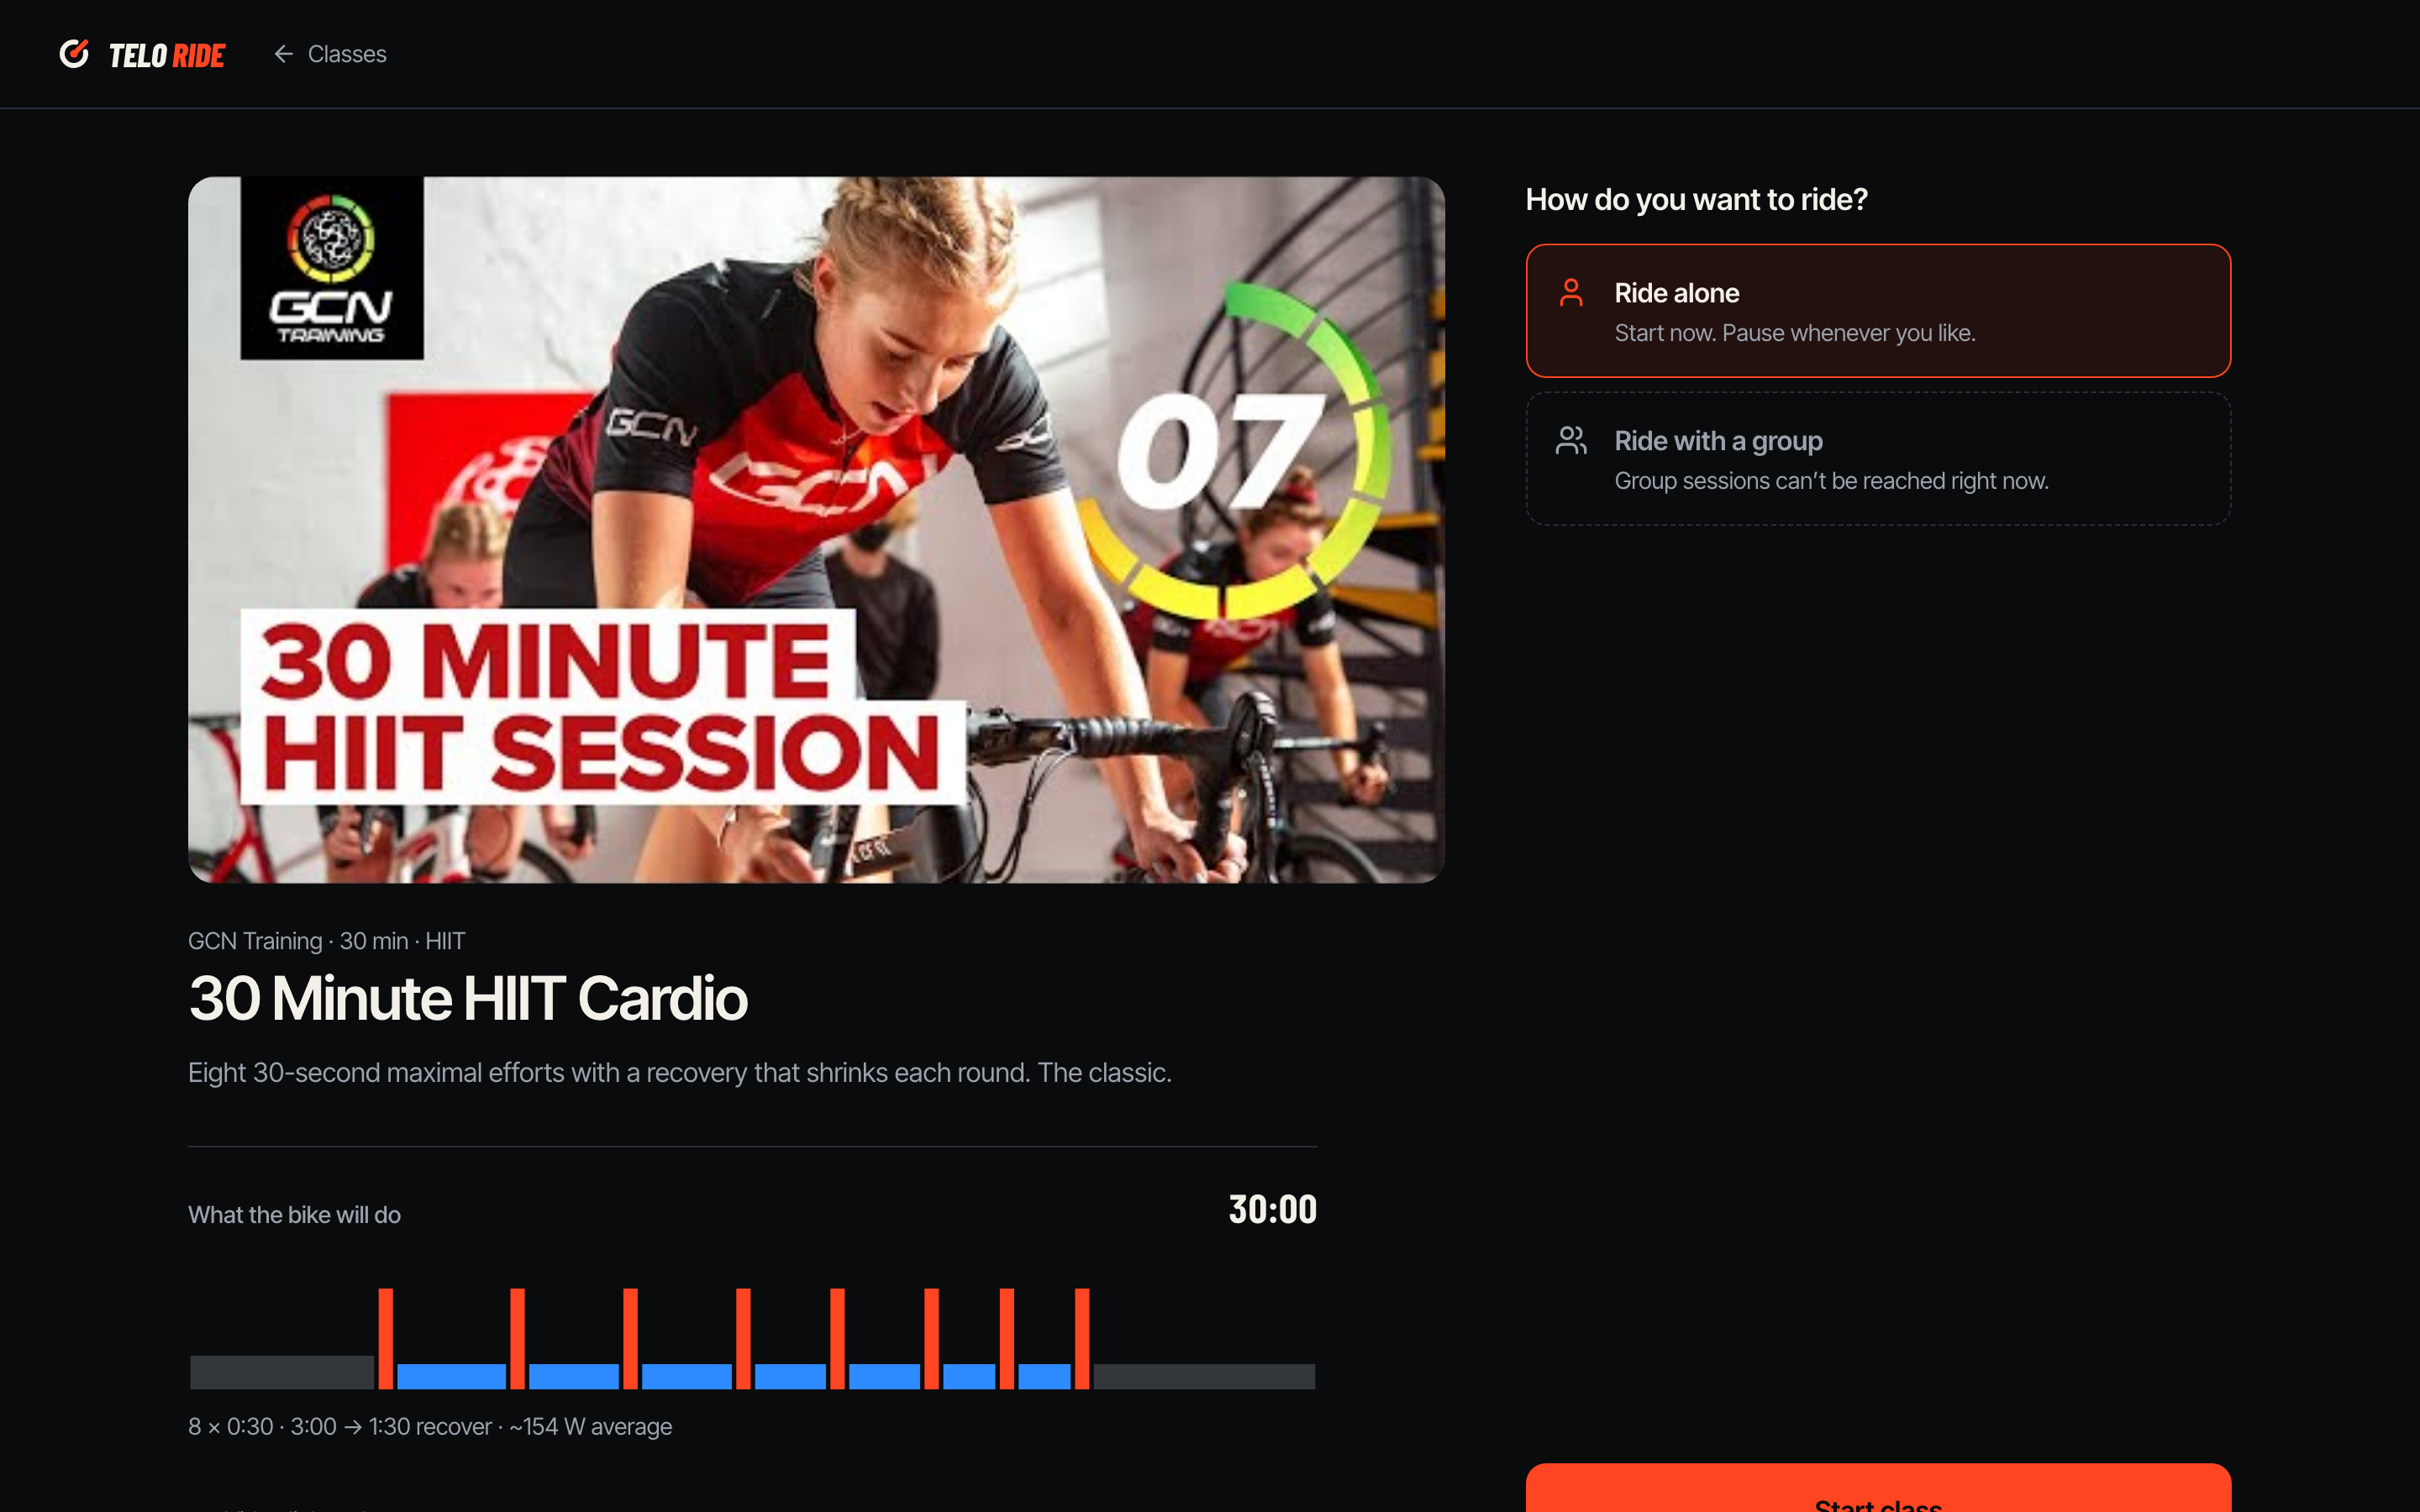 TELO RIDE
← Classes
GCN
TRAINING
GCN
GCN
07
30 MINUTE
HIIT SESSION
GCN Training · 30 min · HIIT
30 Minute HIIT Cardio
Eight 30-second maximal efforts with a recovery that shrinks each round. The classic.
What the bike will do
30:00
8 × 0:30 · 3:00 → 1:30 recover · ~154 W average
How do you want to ride?
Ride alone
Start now. Pause whenever you like.
Ride with a group
Group sessions can’t be reached right now.
Start class